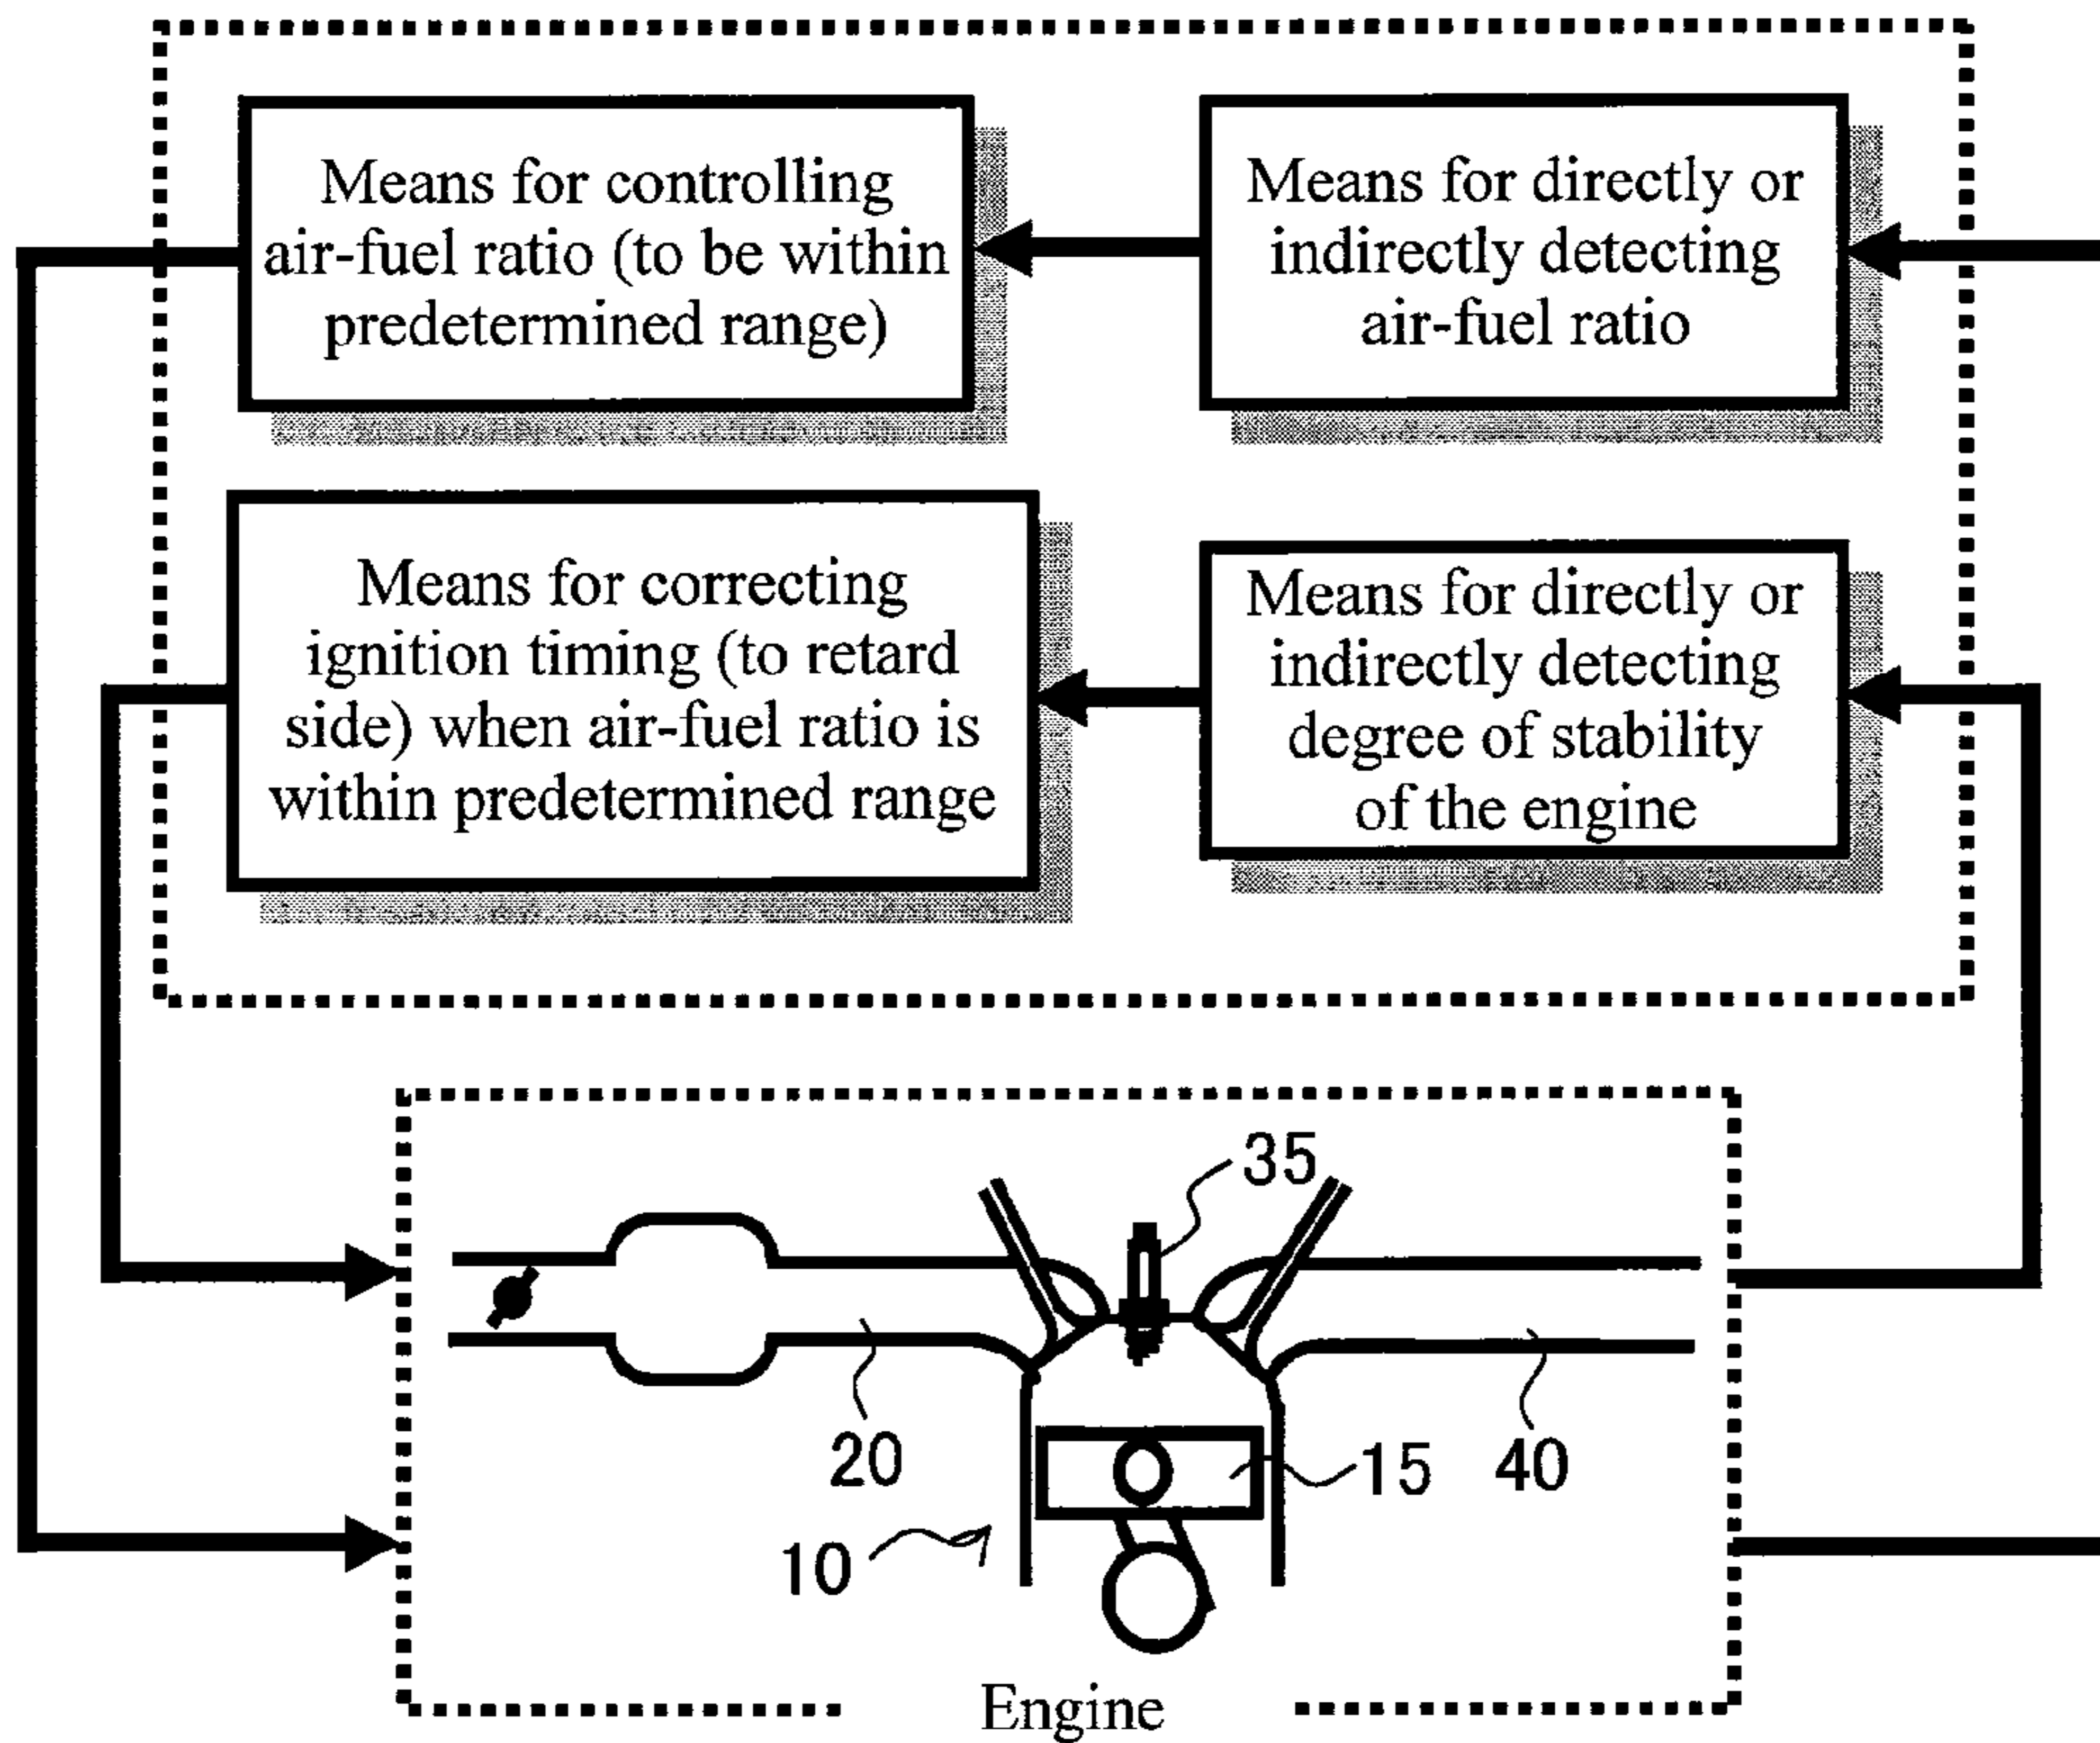 Means for controlling
air-fuel ratio (to be within
predetermined range)
Means for directly or
indirectly detecting
air-fuel ratio
Means for correcting
ignition timing (to retard
side) when air-fuel ratio is
within predetermined range
Means for directly or
indirectly detecting
degree of stability
of the engine
35
20
15
40
10
Engine